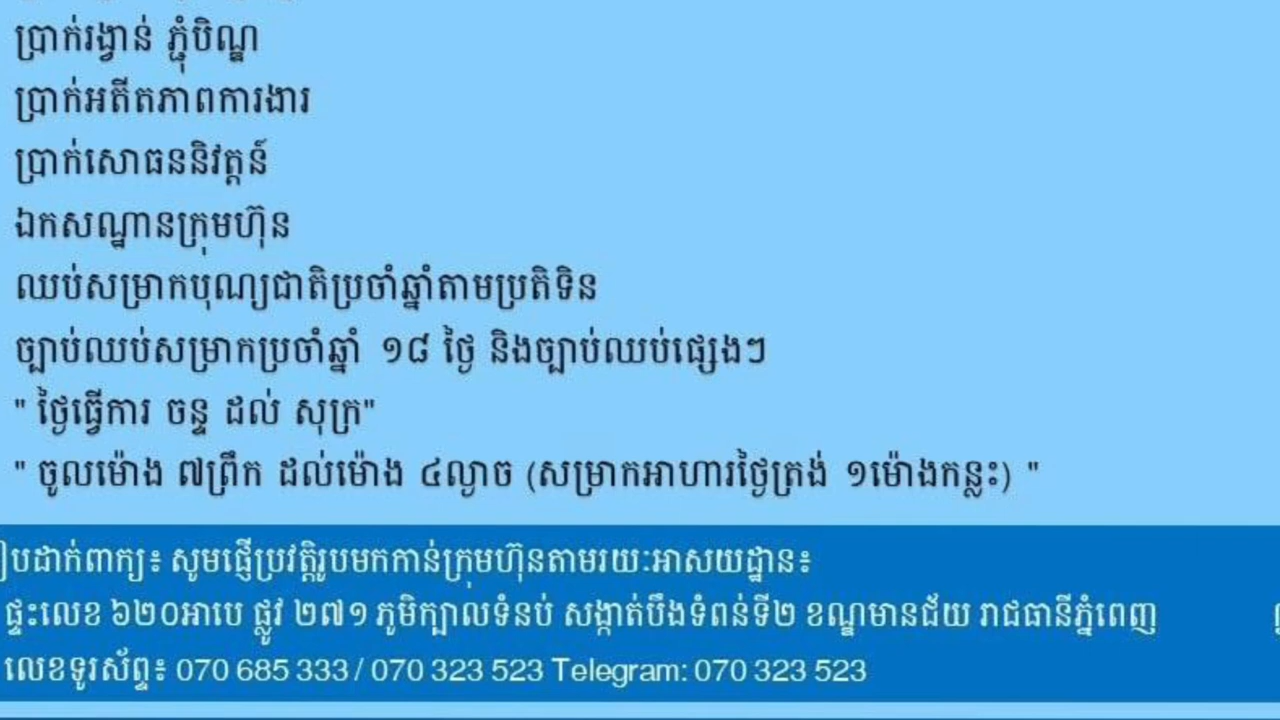 ប្រាក់រង្វាន់ ភ្ជុំបិណ្ឌ
ប្រាក់អតីតភាពការងារ
ប្រាក់សោធននិវត្តន៍
ឯកសណ្ឋានក្រុមហ៊ុន
ឈប់សម្រាកបុណ្យជាតិប្រចាំឆ្នាំតាមប្រតិទិន
ច្បាប់ឈប់សម្រាកប្រចាំឆ្នាំ ១៨ ថ្ងៃ និងច្បាប់ឈប់ផ្សេងៗ
" ថ្ងៃធ្វើការ ចន្ទ ដល់ សុក្រ"
" ចូលម៉ោង ៧ព្រឹក ដល់ម៉ោង ៤ល្ងាច (សម្រាកអាហារថ្ងៃត្រង់ ១ម៉ោងកន្លះ) "
ៀបដាក់ពាក្យ៖ សូមផ្ញើប្រវត្តិរូបមកកាន់ក្រុមហ៊ុនតាមរយៈអាសយដ្ឋាន៖
ផ្ទះលេខ ៦២០អាបេ ផ្លូវ ២៧១ ភូមិក្បាលទំនប់ សង្កាត់បឹងទំពន់ទី២ ខណ្ឌមានជ័យ រាជធានីភ្នំពេញ
លេខទូរស័ព្ទ៖ 070 685 333 / 070 323 523 Telegram: 070 323 523